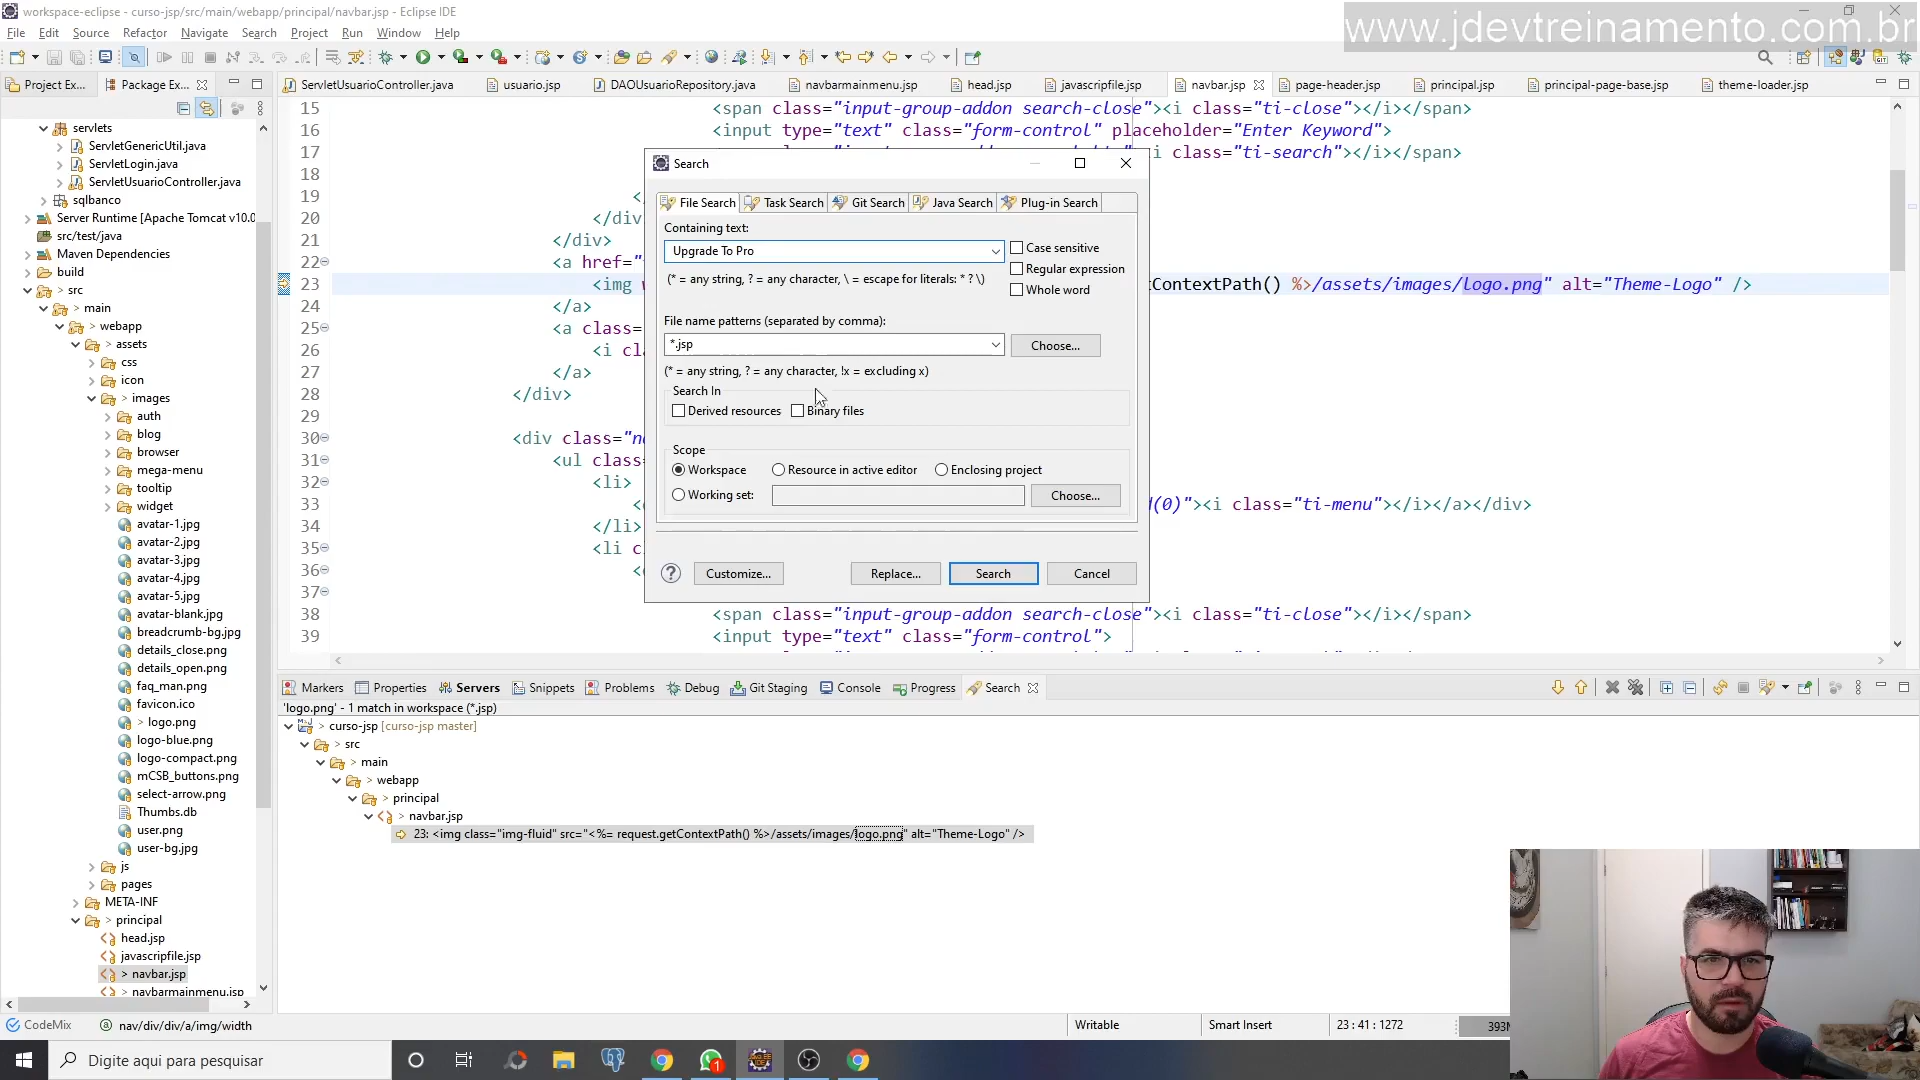 workspace-eclipse - curso-jsp/src/main/webapp/principal/navbar.jsp - Eclipse IDE
www.jdevtreinamento.com.br
File Edit Source Refactor Navigate Search Project Run Window Help
Project Ex... Package Ex...
ServletUsuarioController.java usuario.jsp DAOUsuarioRepository.java navbarmainmenu.jsp head.jsp javascripfile.jsp navbar.jsp page-header.jsp principal.jsp principal-page-base.jsp theme-loader.jsp
servlets
ServletGenericUtil.java
ServletLogin.java
ServletUsuarioController.java
sqlbanco
Server Runtime [Apache Tomcat v10.0
src/test/java
Maven Dependencies
build
> src
> main
> webapp
> assets
css
icon
> images
auth
blog
browser
mega-menu
tooltip
widget
avatar-1.jpg
avatar-2.jpg
avatar-3.jpg
avatar-4.jpg
avatar-5.jpg
avatar-blank.jpg
breadcrumb-bg.jpg
details_close.png
details_open.png
faq_man.png
favicon.ico
> logo.png
logo-blue.png
logo-compact.png
mCSB_buttons.png
select-arrow.png
Thumbs.db
user.png
user-bg.jpg
js
pages
META-INF
> principal
head.jsp
javascripfile.jsp
> navbar.jsp
> navbarmainmenu.jsp
15 <span class="input-group-addon search-close"><i class="ti-close"></i></span>
16 <input type="text" class="form-control" placeholder="Enter Keyword">
17 i class="ti-search"></i></span>
18
19 </
20 </div
21 </div>
22 <a href="
23 <img tContextPath() %>/assets/images/logo.png" alt="Theme-Logo" />
24 </a>
25 <a class=
26 <i cl
27 </a>
28 </div>
29
30 <div class="n
31 <ul class
32 <li>
33 (0)"><i class="ti-menu"></i></a></div>
34 </li>
35 <li c
36 <
37
38 <span class="input-group-addon search-close"><i class="ti-close"></i></span>
39 <input type="text" class="form-control">
Search
File Search Task Search Git Search Java Search Plug-in Search
Containing text:
Upgrade To Pro
Case sensitive
(* = any string, ? = any character, \ = escape for literals: * ? \)
Regular expression
Whole word
File name patterns (separated by comma):
*.jsp
Choose...
(* = any string, ? = any character, !x = excluding x)
Search In
Derived resources Binary files
Scope
Workspace Resource in active editor Enclosing project
Working set: Choose...
? Customize... Replace... Search Cancel
Markers Properties Servers Snippets Problems Debug Git Staging Console Progress Search
'logo.png' - 1 match in workspace (*.jsp)
> curso-jsp [curso-jsp master]
> src
> main
> webapp
> principal
> navbar.jsp
23: <img class="img-fluid" src="<%= request.getContextPath() %>/assets/images/logo.png" alt="Theme-Logo" />
CodeMix nav/div/div/a/img/width Writable Smart Insert 23 : 41 : 1272 393M
Digite aqui para pesquisar
1